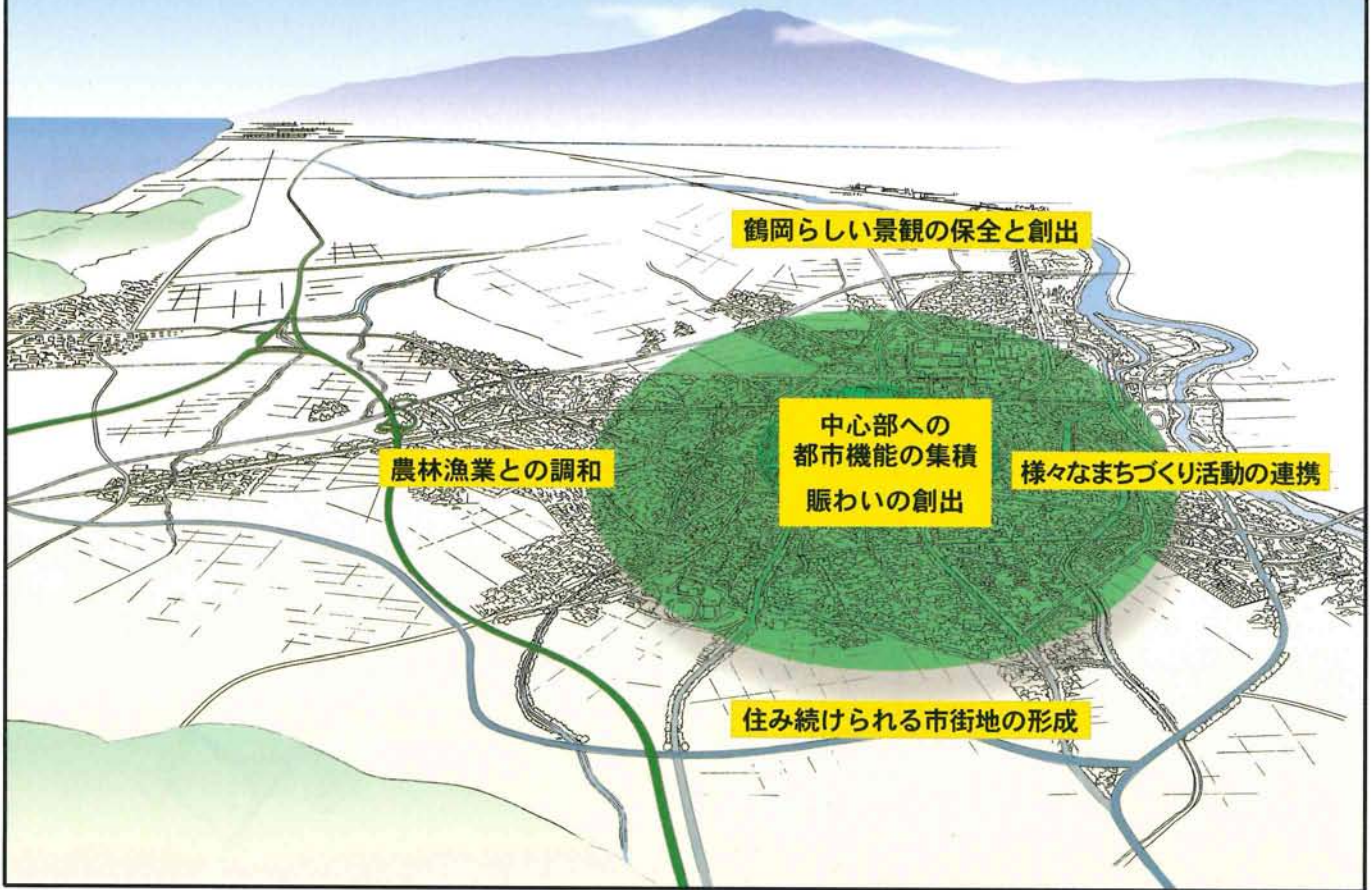 鶴岡らしい景観の保全と創出
中心部への
都市機能の集積
賑わいの創出
農林漁業との調和
様々なまちづくり活動の連携
住み続けられる市街地の形成